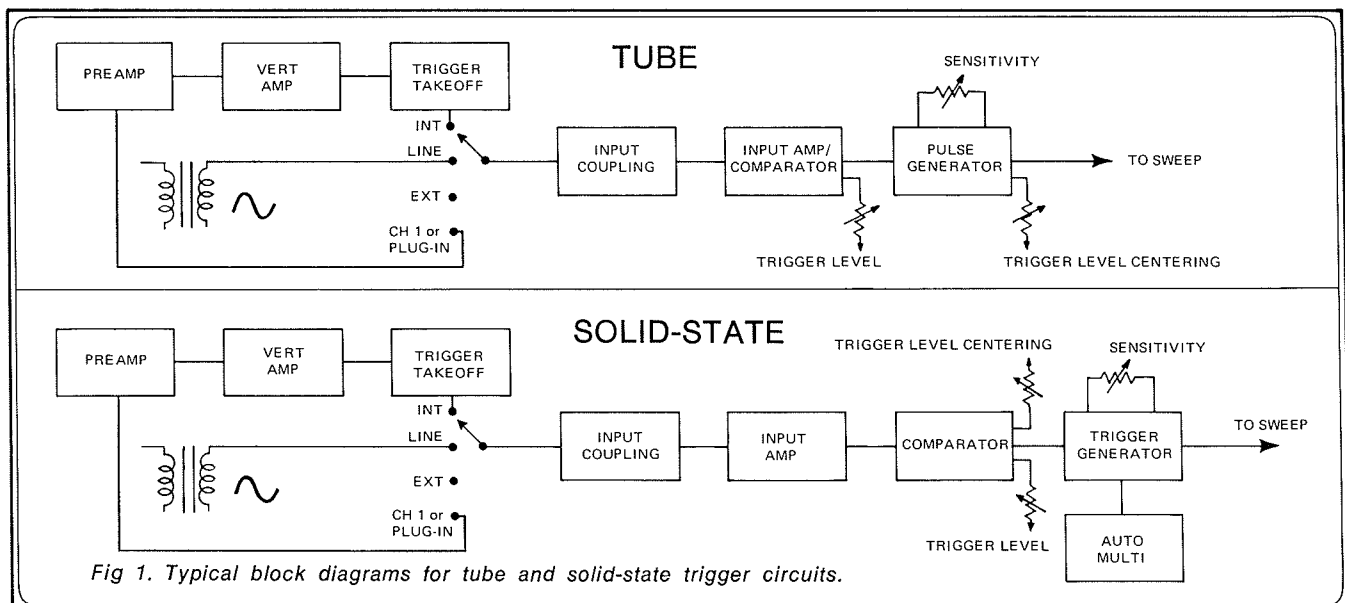 TUBE
PREAMP
VERT
AMP
TRIGGER
TAKEOFF
INT
LINE
EXT
CH 1 or
PLUG-IN
INPUT
COUPLING
INPUT AMP/
COMPARATOR
TRIGGER LEVEL
SENSITIVITY
PULSE
GENERATOR
TRIGGER LEVEL CENTERING
TO SWEEP
SOLID-STATE
PREAMP
VERT
AMP
TRIGGER
TAKEOFF
INT
LINE
EXT
CH 1 or
PLUG-IN
INPUT
COUPLING
INPUT
AMP
TRIGGER LEVEL CENTERING
COMPARATOR
TRIGGER LEVEL
SENSITIVITY
TRIGGER
GENERATOR
AUTO
MULTI
TO SWEEP
Fig 1. Typical block diagrams for tube and solid-state trigger circuits.